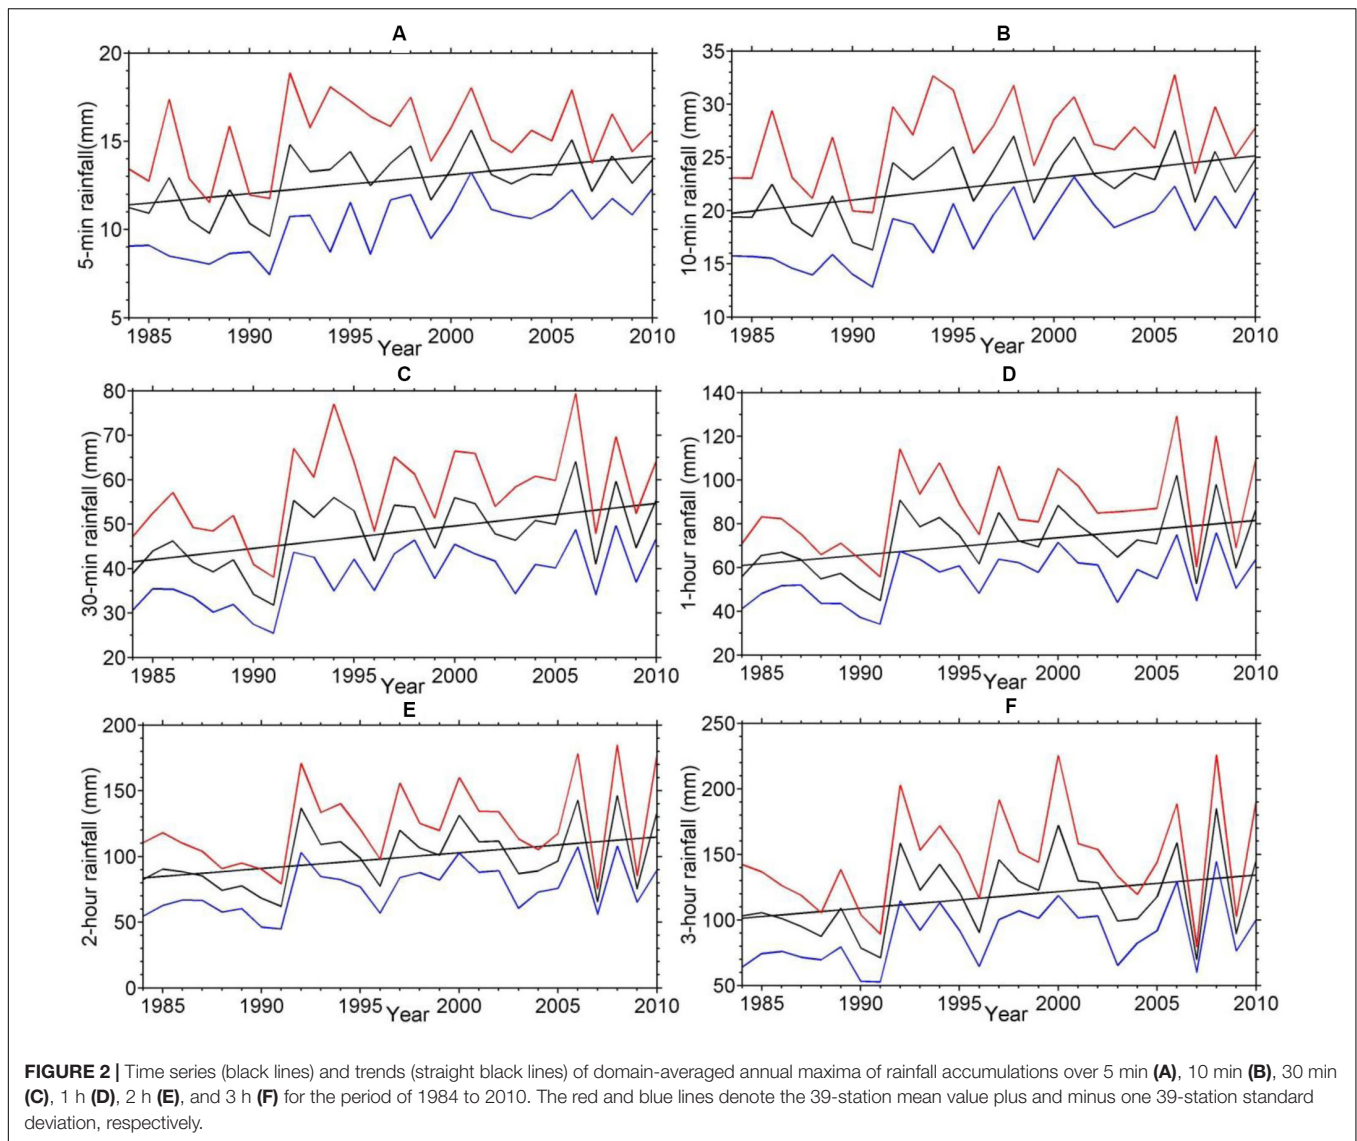 A
5-min rainfall(mm)
20
15
10
5
1985 1990 1995 2000 2005 2010
Year
B
10-min rainfall (mm)
35
30
25
20
15
10
1985 1990 1995 2000 2005 2010
Year
C
30-min rainfall (mm)
80
70
60
50
40
30
20
1985 1990 1995 2000 2005 2010
Year
D
1-hour rainfall (mm)
140
120
100
80
60
40
20
1985 1990 1995 2000 2005 2010
Year
E
2-hour rainfall (mm)
200
150
100
50
0
1985 1990 1995 2000 2005 2010
Year
F
3-hour rainfall (mm)
250
200
150
100
50
1985 1990 1995 2000 2005 2010
Year
FIGURE 2 | Time series (black lines) and trends (straight black lines) of domain-averaged annual maxima of rainfall accumulations over 5 min (A), 10 min (B), 30 min
(C), 1 h (D), 2 h (E), and 3 h (F) for the period of 1984 to 2010. The red and blue lines denote the 39-station mean value plus and minus one 39-station standard
deviation, respectively.